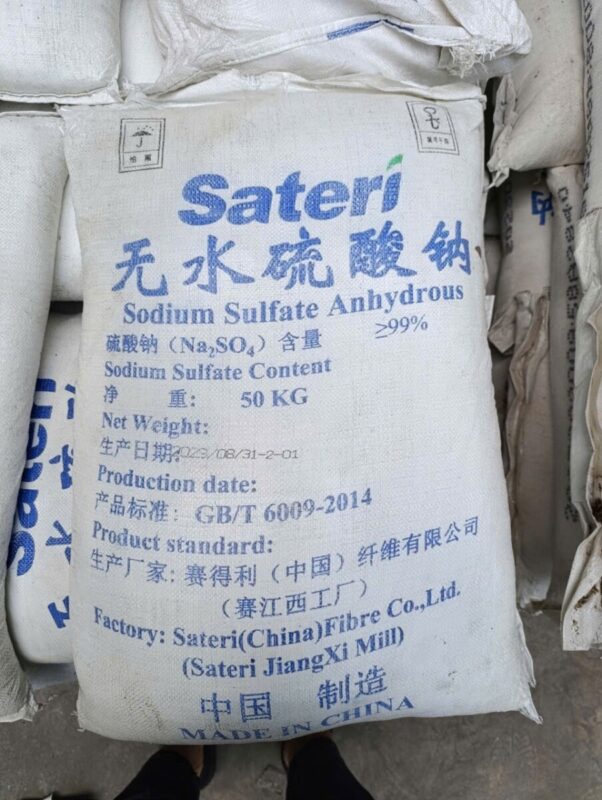 怕雨
Sateri
无水硫酸钠
Sodium Sulfate Anhydrous
硫酸钠（Na₂SO₄）含量 ≥99%
Sodium Sulfate Content
净 重: 50 KG
Net Weight:
生产日期: 2023/08/31-2-01
Production date:
产品标准: GB/T 6009-2014
Product standard:
生产厂家: 赛得利（中国）纤维有限公司
（赛江西工厂）
Factory: Sateri(China)Fibre Co.,Ltd.
(Sateri JiangXi Mill)
中国 制造
MADE IN CHINA
Sateri